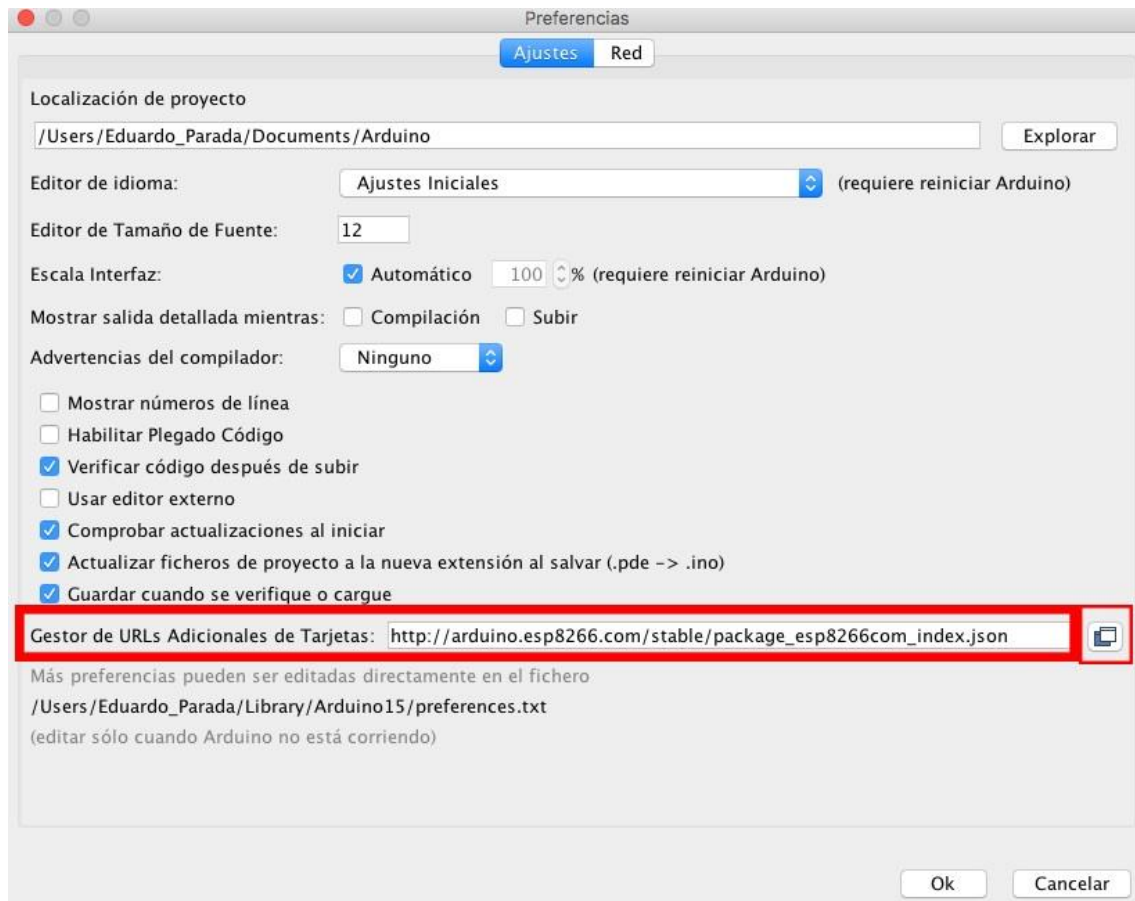 Preferencias
Ajustes Red
Localización de proyecto
/Users/Eduardo_Parada/Documents/Arduino Explorar
Editor de idioma: Ajustes Iniciales (requiere reiniciar Arduino)
Editor de Tamaño de Fuente: 12
Escala Interfaz: Automático 100 % (requiere reiniciar Arduino)
Mostrar salida detallada mientras: Compilación Subir
Advertencias del compilador: Ninguno
Mostrar números de línea
Habilitar Plegado Código
Verificar código después de subir
Usar editor externo
Comprobar actualizaciones al iniciar
Actualizar ficheros de proyecto a la nueva extensión al salvar (.pde -> .ino)
Guardar cuando se verifique o cargue
Gestor de URLs Adicionales de Tarjetas: http://arduino.esp8266.com/stable/package_esp8266com_index.json
Más preferencias pueden ser editadas directamente en el fichero
/Users/Eduardo_Parada/Library/Arduino15/preferences.txt
(editar sólo cuando Arduino no está corriendo)
Ok Cancelar